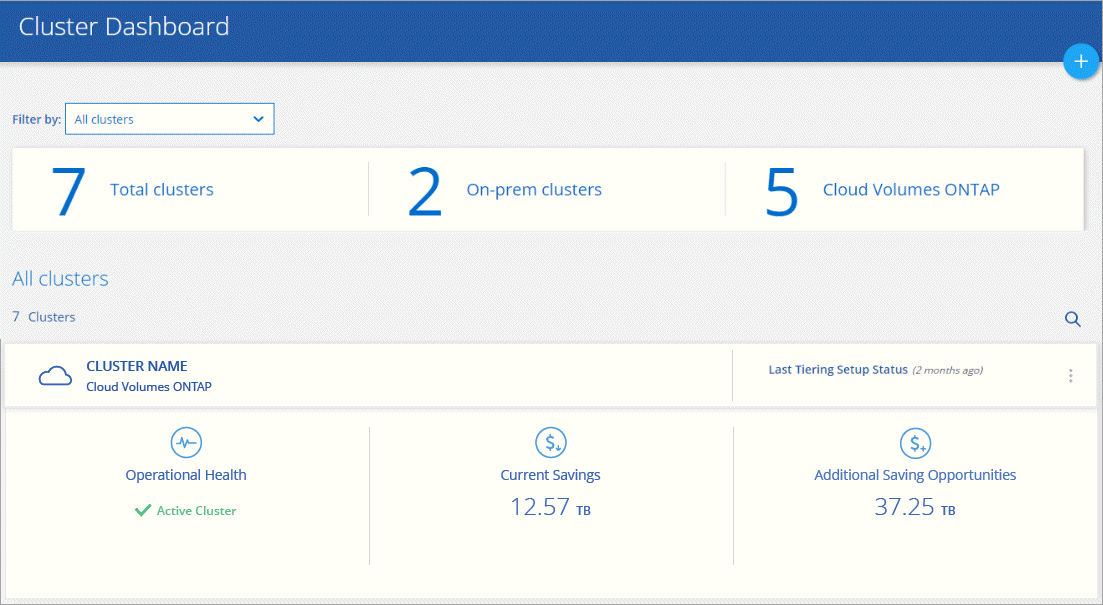 Cluster Dashboard
+
Filter by: All clusters
7 Total clusters 2 On-prem clusters 5 Cloud Volumes ONTAP
All clusters
7 Clusters
CLUSTER NAME
Cloud Volumes ONTAP
Last Tiering Setup Status (2 months ago)
Operational Health Current Savings Additional Saving Opportunities
Active Cluster 12.57 TB 37.25 TB